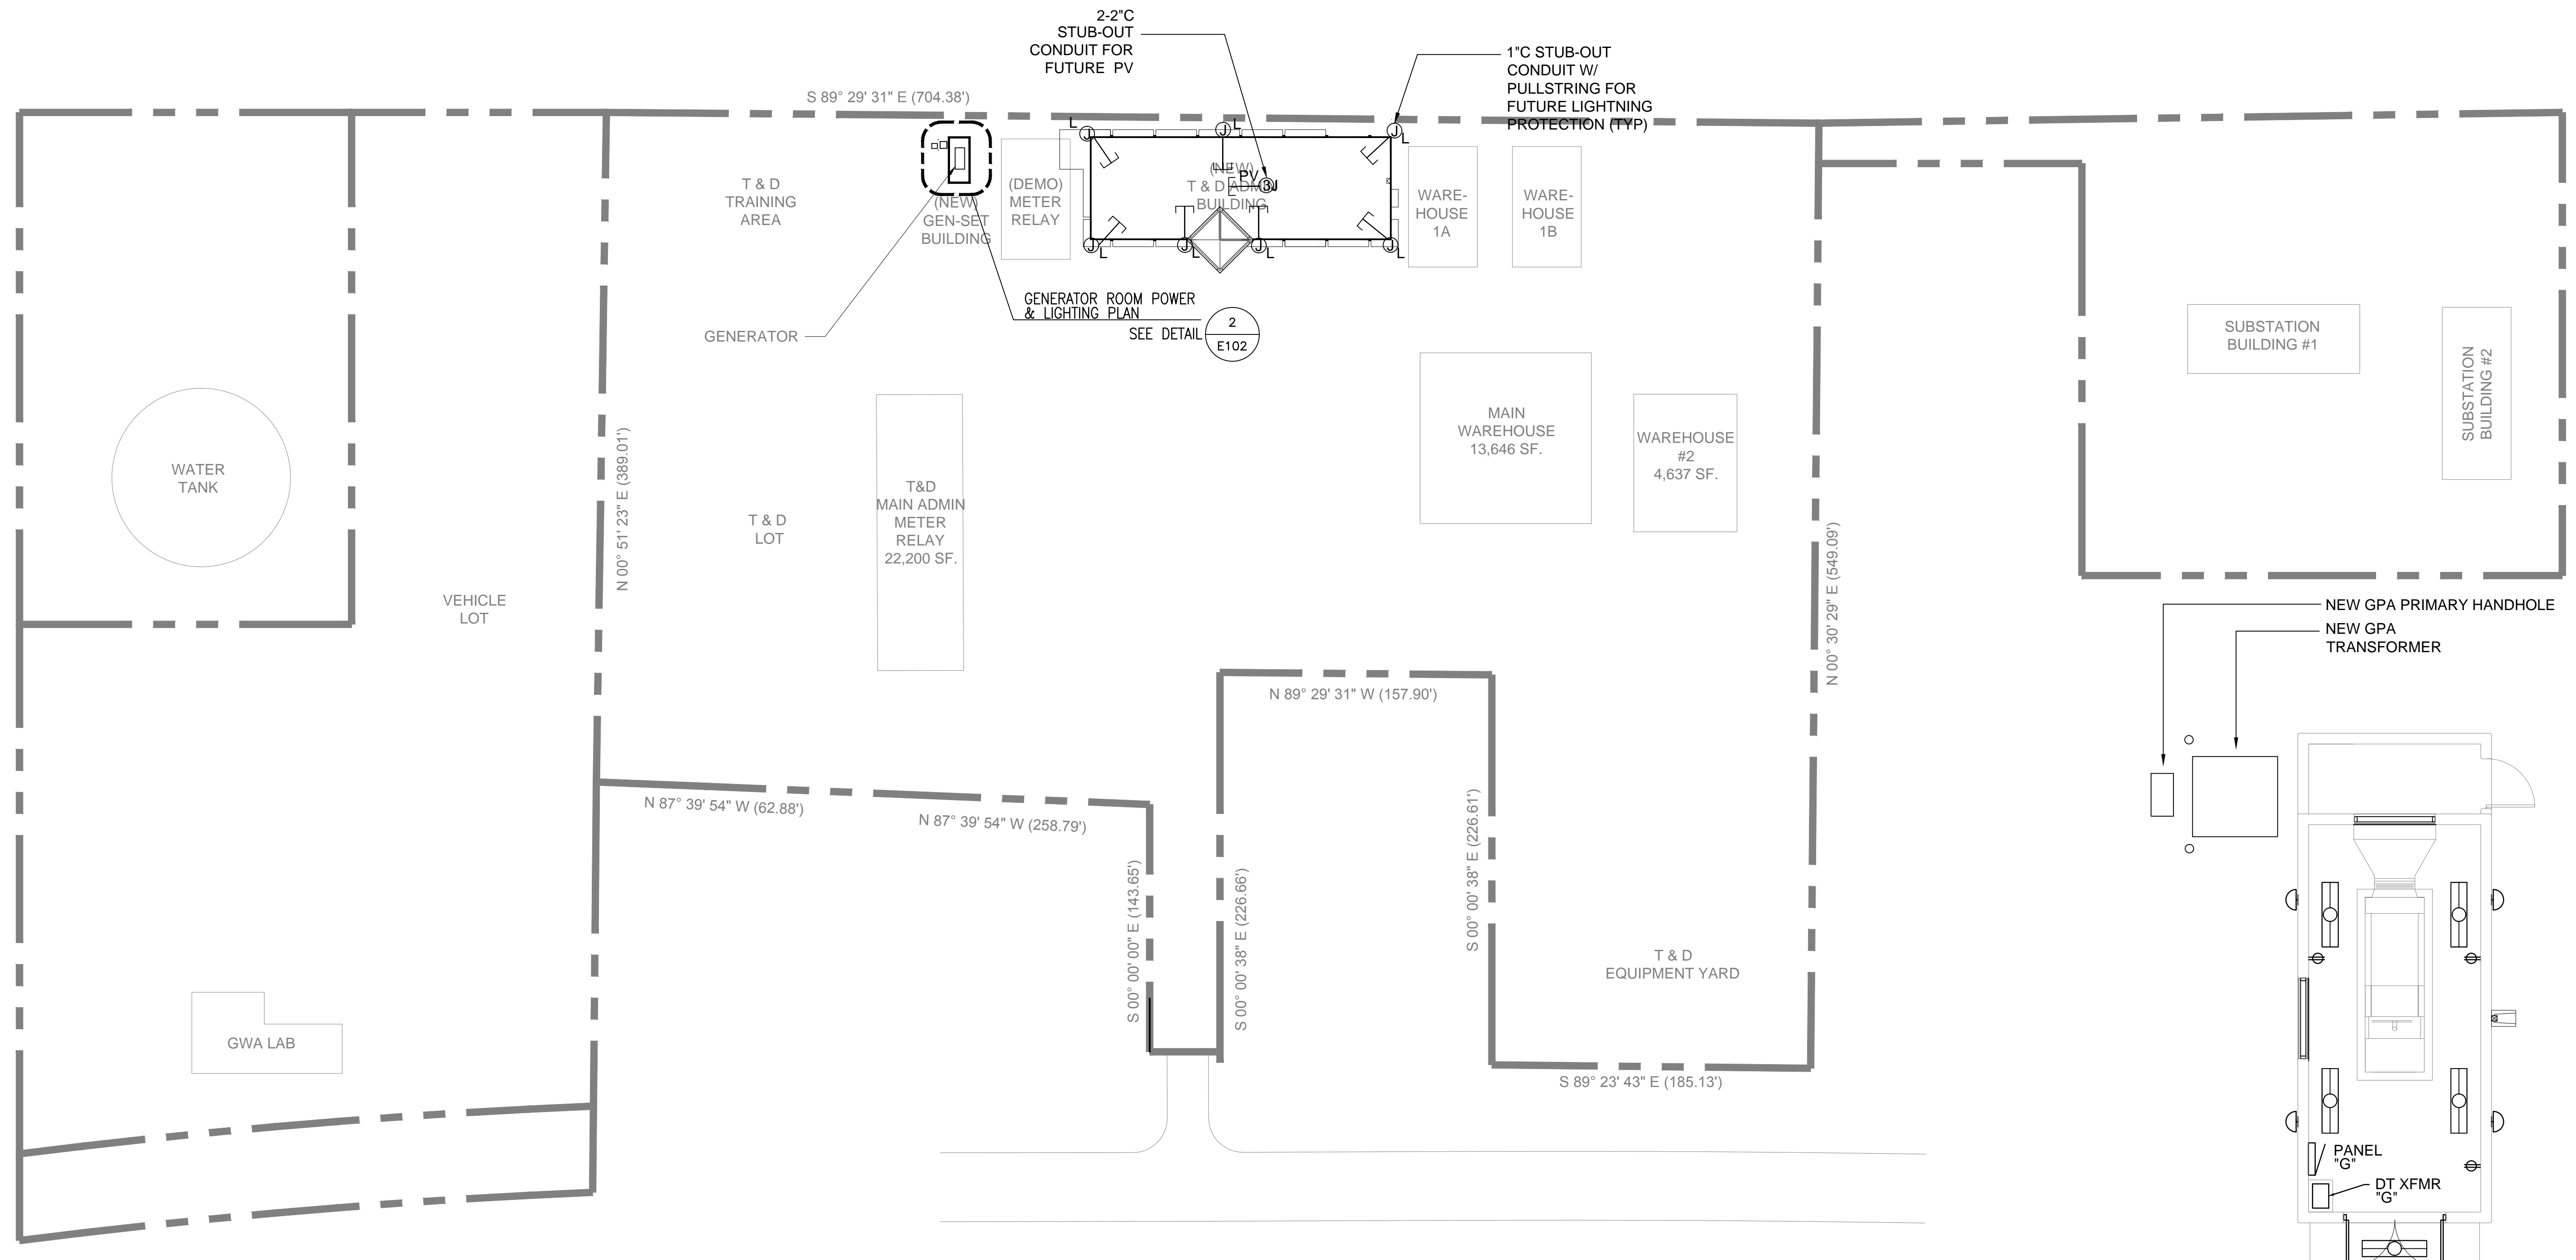 2-2"C
STUB-OUT
CONDUIT FOR
FUTURE PV
1"C STUB-OUT
CONDUIT W/
PULLSTRING FOR
FUTURE LIGHTNING
PROTECTION (TYP)
S 89° 29' 31" E (704.38')
L
J
J
L
J
L
T & D
TRAINING
AREA
(NEW)
GEN-SET
BUILDING
(DEMO)
METER
RELAY
(NEW)
T & D ADMIN
BUILDING
PV
J
WARE-
HOUSE
1A
WARE-
HOUSE
1B
J
L
J
L
J
L
J
L
GENERATOR ROOM POWER
& LIGHTING PLAN
SEE DETAIL
2
E102
GENERATOR
SUBSTATION
BUILDING #1
SUBSTATION
BUILDING #2
WATER
TANK
N 00° 51' 23" E (389.01')
T & D
LOT
T&D
MAIN ADMIN
METER
RELAY
22,200 SF.
MAIN
WAREHOUSE
13,646 SF.
WAREHOUSE
#2
4,637 SF.
N 00° 30' 29" E (549.09')
VEHICLE
LOT
NEW GPA PRIMARY HANDHOLE
NEW GPA
TRANSFORMER
N 89° 29' 31" W (157.90')
N 87° 39' 54" W (62.88')
N 87° 39' 54" W (258.79')
S 00° 00' 00" E (143.65')
S 00° 00' 38" E (226.66')
S 00° 00' 38" E (226.61')
T & D
EQUIPMENT YARD
GWA LAB
S 89° 23' 43" E (185.13')
PANEL
"G"
DT XFMR
"G"